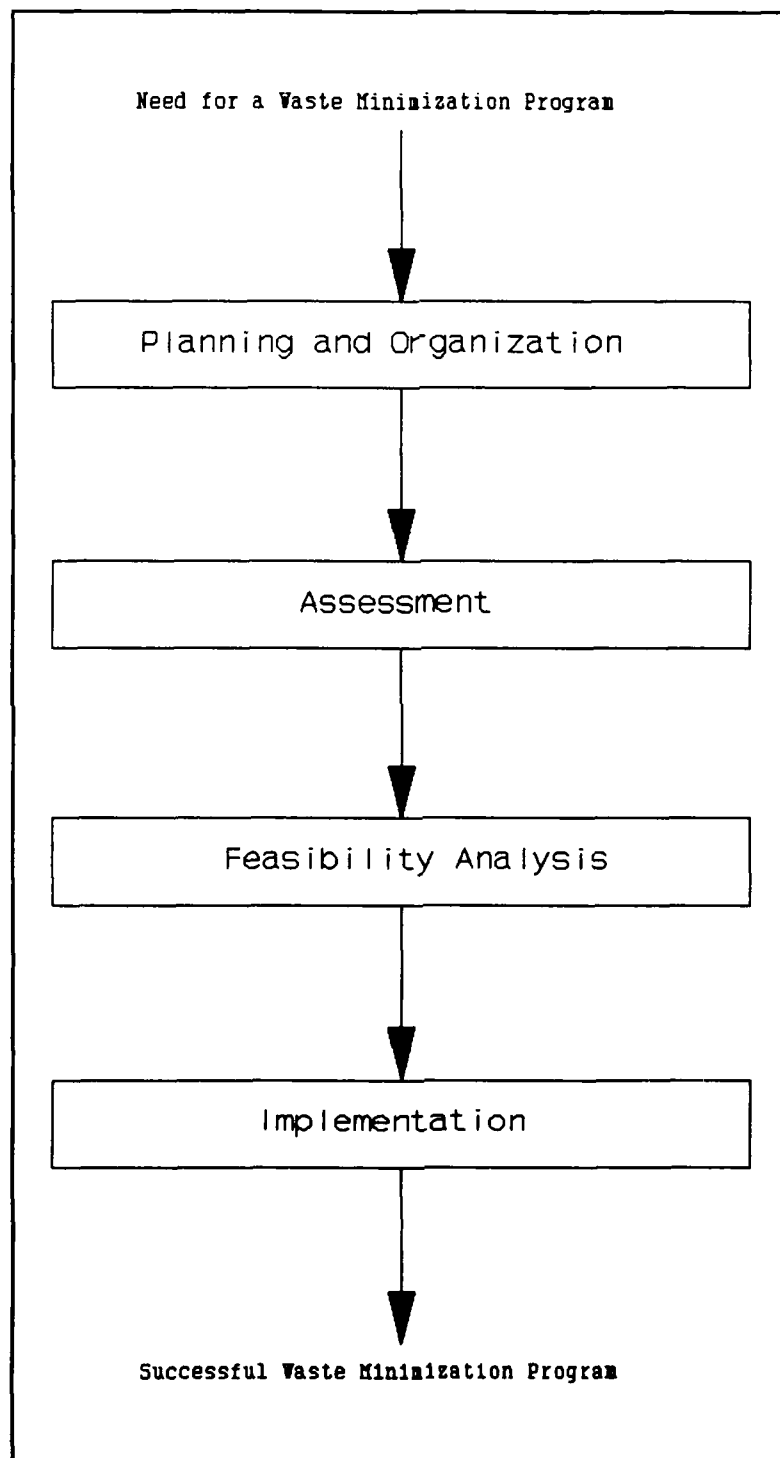 Need for a Waste Minimization Program
Planning and Organization
Assessment
Feasibility Analysis
Implementation
Successful Waste Minimization Program